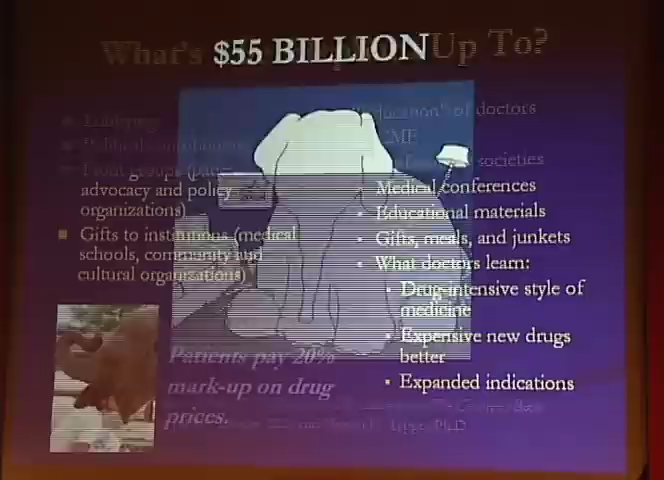 What's $55 BILLION Up To?
advocacy and policy
organizations)
Gifts to institutions (medical
schools, community and
cultural organizations)
Patients pay 20%
mark-up on drug
prices.
"Education" of doctors
CME
societies
Medical conferences
Educational materials
Gifts, meals, and junkets
What doctors learn:
Drug-intensive style of
medicine
Expensive new drugs
better
Expanded indications